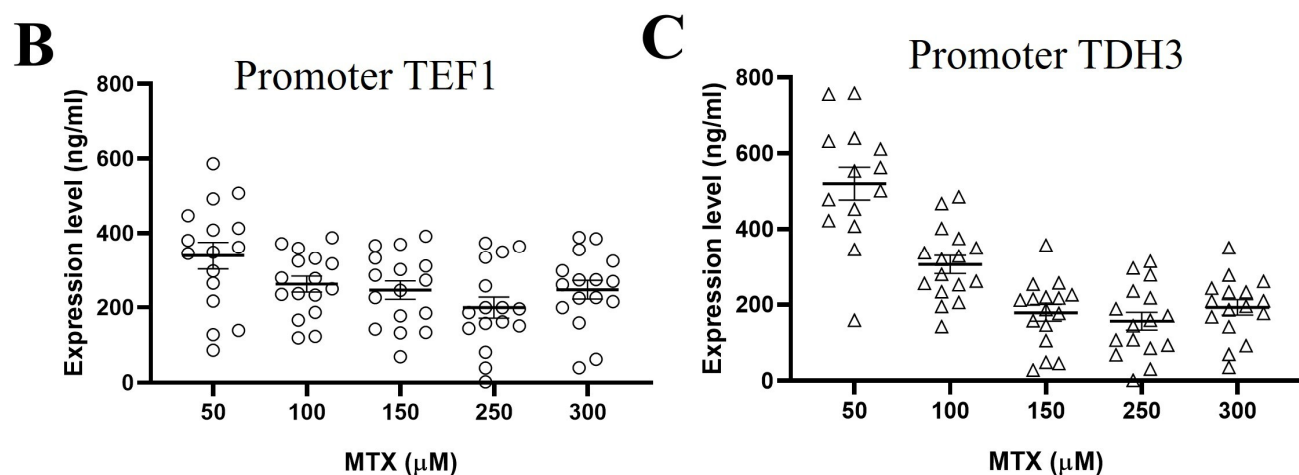 B
Promoter TEF1
Expression level (ng/ml)
800
600
400
200
0
50 100 150 250 300
MTX (μM)
C
Promoter TDH3
Expression level (ng/ml)
800
600
400
200
0
50 100 150 250 300
MTX (μM)